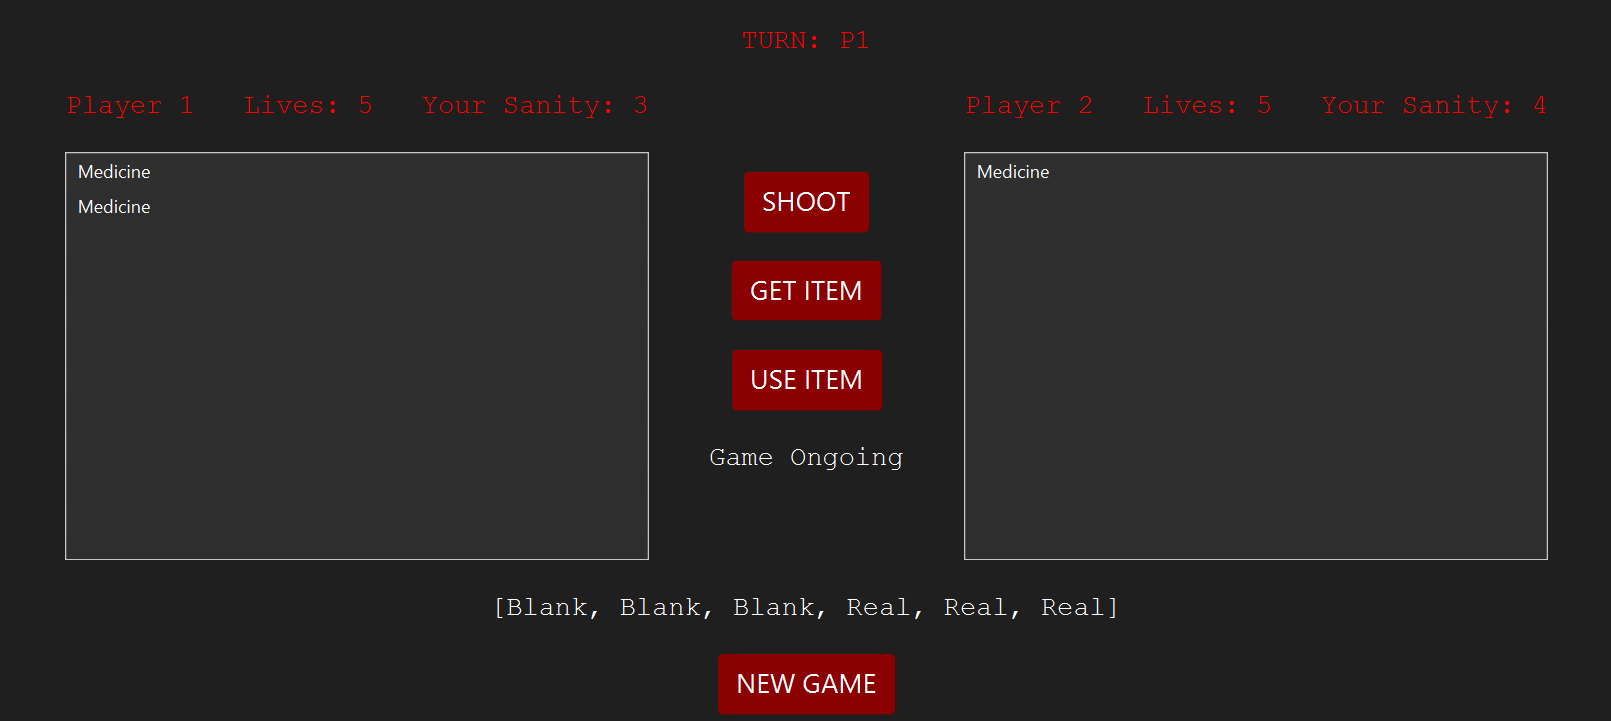 TURN: P1
Player 1 Lives: 5 Your Sanity: 3
Player 2 Lives: 5 Your Sanity: 4
Medicine
Medicine
Medicine
SHOOT
GET ITEM
USE ITEM
Game Ongoing
[Blank, Blank, Blank, Real, Real, Real]
NEW GAME